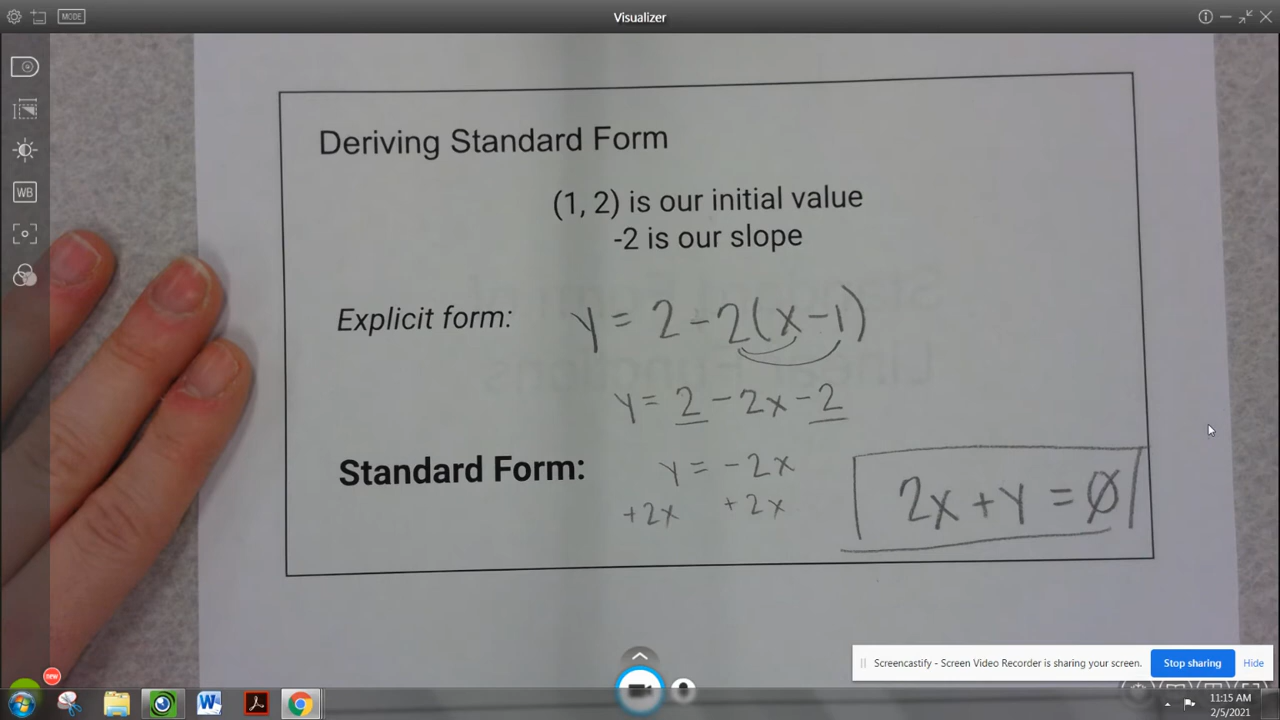 MODE
Visualizer
WB
Deriving Standard Form
(1, 2) is our initial value
-2 is our slope
Explicit form: y = 2 - 2(x - 1)
y = 2 - 2x - 2
Standard Form: y = -2x
+2x +2x
2x + y = Ø
Screencastify - Screen Video Recorder is sharing your screen. Stop sharing Hide
new
11:15 AM
2/5/2021